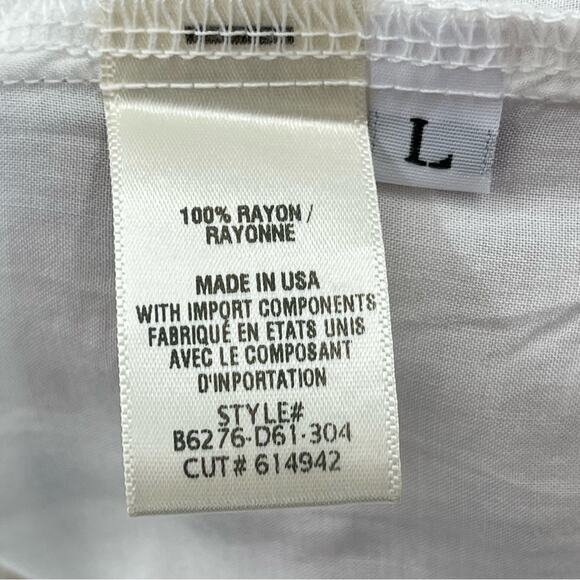 L
100% RAYON /
RAYONNE
MADE IN USA
WITH IMPORT COMPONENTS
FABRIQUÉ EN ETATS UNIS
AVEC LE COMPOSANT
D'INPORTATION
STYLE#
B6276-D61-304
CUT# 614942